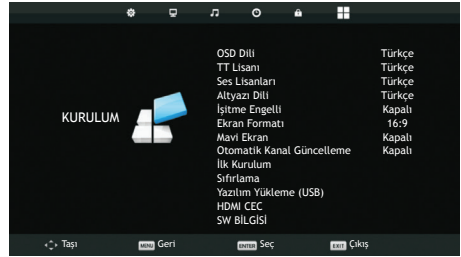 KURULUM
OSD Dili Türkçe
TT Lisanı Türkçe
Ses Lisanları Türkçe
Altyazı Dili Türkçe
İşitme Engelli Kapalı
Ekran Formatı 16:9
Mavi Ekran Kapalı
Otomatik Kanal Güncelleme Kapalı
İlk Kurulum
Sıfırlama
Yazılım Yükleme (USB)
HDMI CEC
SW BİLGİSİ
Taşı MENU Geri ENTER Seç EXIT Çıkış